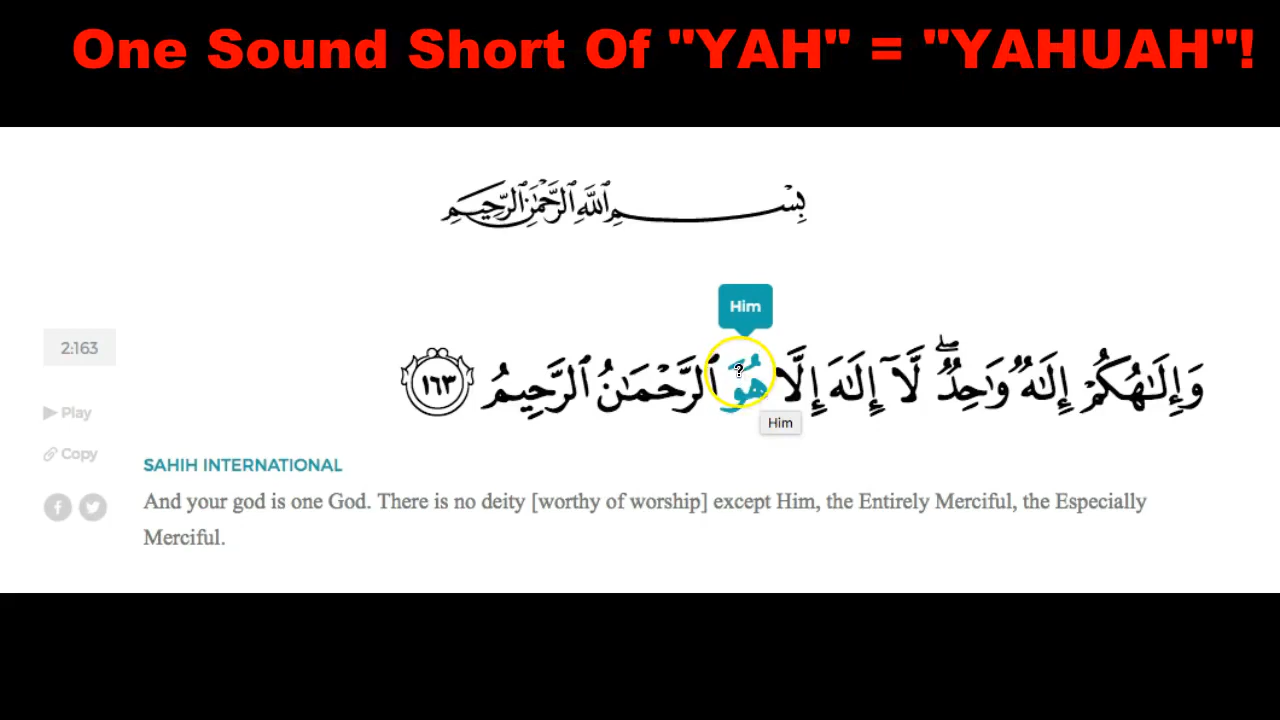 One Sound Short Of "YAH" = "YAHUAH"!
بِسْمِ ٱللَّهِ ٱلرَّحْمَٰنِ ٱلرَّحِيمِ
Him
2:163
وَإِلَـٰهُكُمْ إِلَـٰهٌ وَٰحِدٌ ۖ لَّآ إِلَـٰهَ إِلَّا هُوَ ٱلرَّحْمَـٰنُ ٱلرَّحِيمُ ١٦٣
Him
Play
Copy
SAHIH INTERNATIONAL
And your god is one God. There is no deity [worthy of worship] except Him, the Entirely Merciful, the Especially
Merciful.